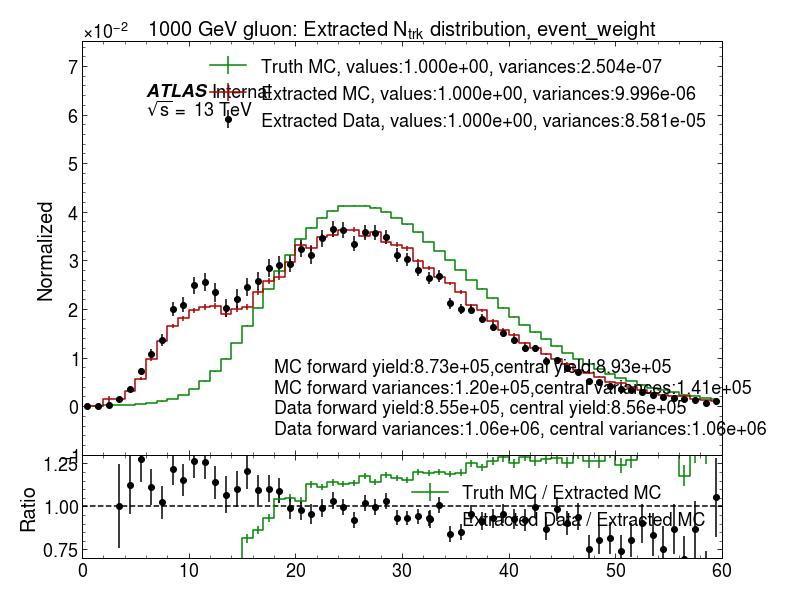 ×10⁻² 1000 GeV gluon: Extracted N_trk distribution, event_weight
Truth MC, values:1.000e+00, variances:2.504e-07
ATLAS Internal
Extracted MC, values:1.000e+00, variances:9.996e-06
√s = 13 TeV
Extracted Data, values:1.000e+00, variances:8.581e-05
7
6
5
4
3
2
1
0
Normalized
MC forward yield:8.73e+05,central yield:8.93e+05
MC forward variances:1.20e+05,central variances:1.41e+05
Data forward yield:8.55e+05, central yield:8.56e+05
Data forward variances:1.06e+06, central variances:1.06e+06
1.25
1.00
0.75
Ratio
Truth MC / Extracted MC
Extracted Data / Extracted MC
0 10 20 30 40 50 60